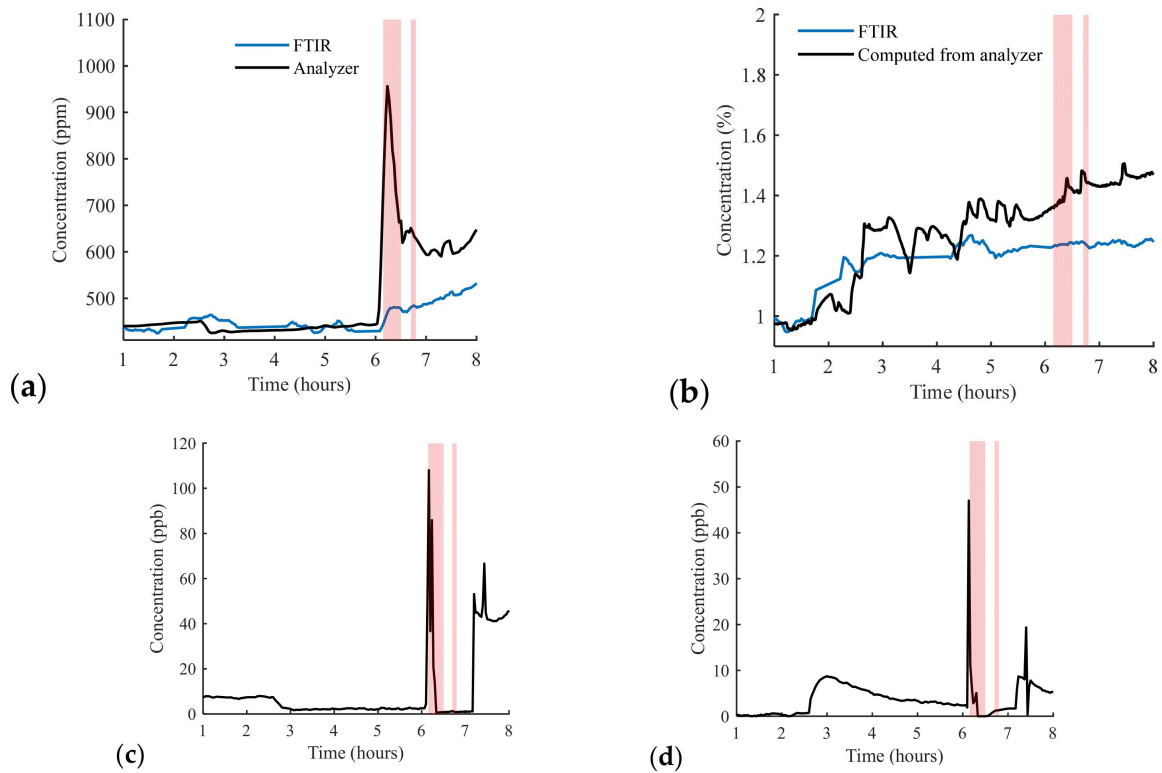 1100
1000
900
800
700
600
500
Concentration (ppm)
FTIR
Analyzer
1 2 3 4 5 6 7 8
Time (hours)
(a)
2
1.8
1.6
1.4
1.2
1
Concentration (%)
FTIR
Computed from analyzer
1 2 3 4 5 6 7 8
Time (hours)
(b)
120
100
80
60
40
20
0
Concentration (ppb)
1 2 3 4 5 6 7 8
Time (hours)
(c)
60
50
40
30
20
10
0
Concentration (ppb)
1 2 3 4 5 6 7 8
Time (hours)
(d)